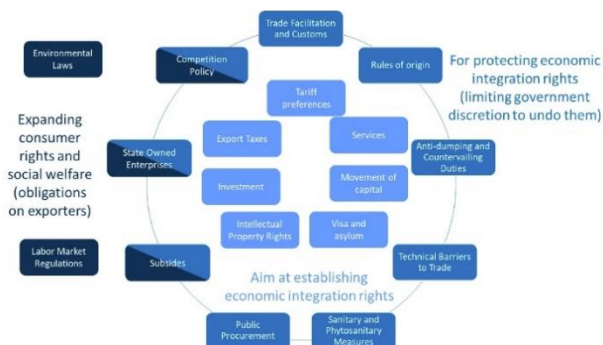 Trade Facilitation
and Customs
Environmental
Laws
Competition
Policy
Rules of origin
For protecting economic
integration rights
(limiting government
discretion to undo them)
Tariff
preferences
Expanding
consumer
rights and
social welfare
(obligations
on exporters)
State Owned
Enterprises
Export Taxes
Services
Anti-dumping and
Countervailing
Duties
Investment
Movement of
capital
Intellectual
Property Rights
Visa and
asylum
Labor Market
Regulations
Subsides
Technical Barriers
to Trade
Aim at establishing
economic integration rights
Public
Procurement
Sanitary and
Phytosanitary
Measures